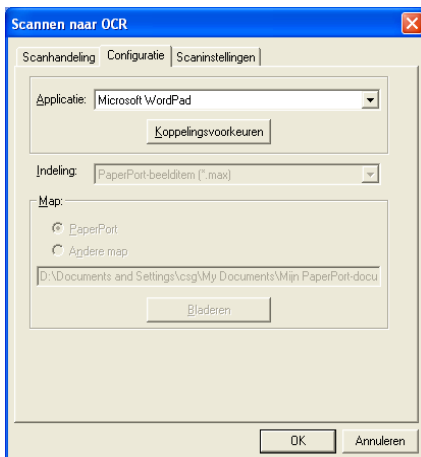 Scannen naar OCR
Scanhandeling Configuratie Scaninstellingen
Applicatie: Microsoft WordPad
Koppelingsvoorkeuren
Indeling: PaperPort-beelditem (*.max)
Map:
PaperPort
Andere map
D:\Documents and Settings\csg\My Documents\Mijn PaperPort-docu
Bladeren
OK Annuleren